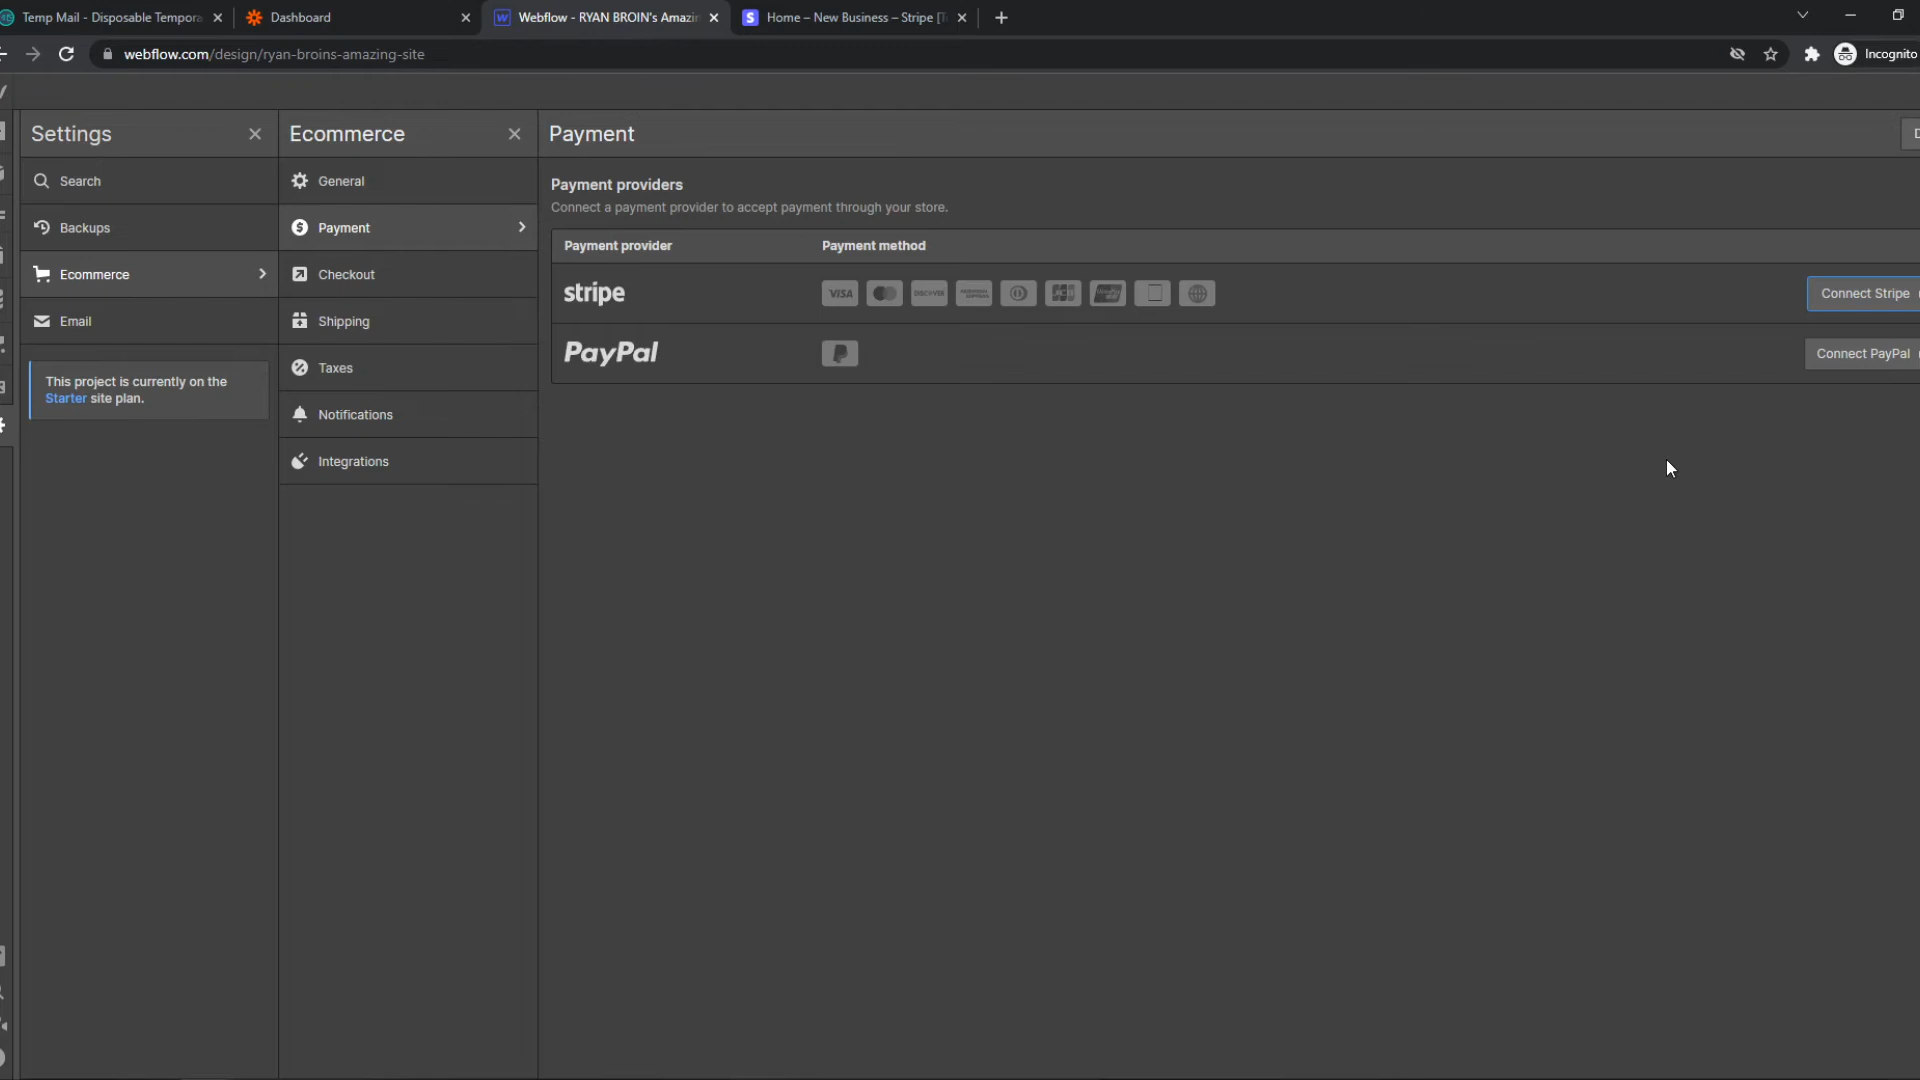 Temp Mail - Disposable Tempora
Dashboard
Webflow - RYAN BROIN's Amazin
Home – New Business – Stripe [T
webflow.com/design/ryan-broins-amazing-site
Incognito
Settings
Ecommerce
Payment
Search
General
Payment providers
Connect a payment provider to accept payment through your store.
Backups
Payment
Payment provider
Payment method
Ecommerce
Checkout
stripe
VISA
DISCOVER
JCB
Connect Stripe
Email
Shipping
PayPal
Connect PayPal
Taxes
This project is currently on the
Starter site plan.
Notifications
Integrations